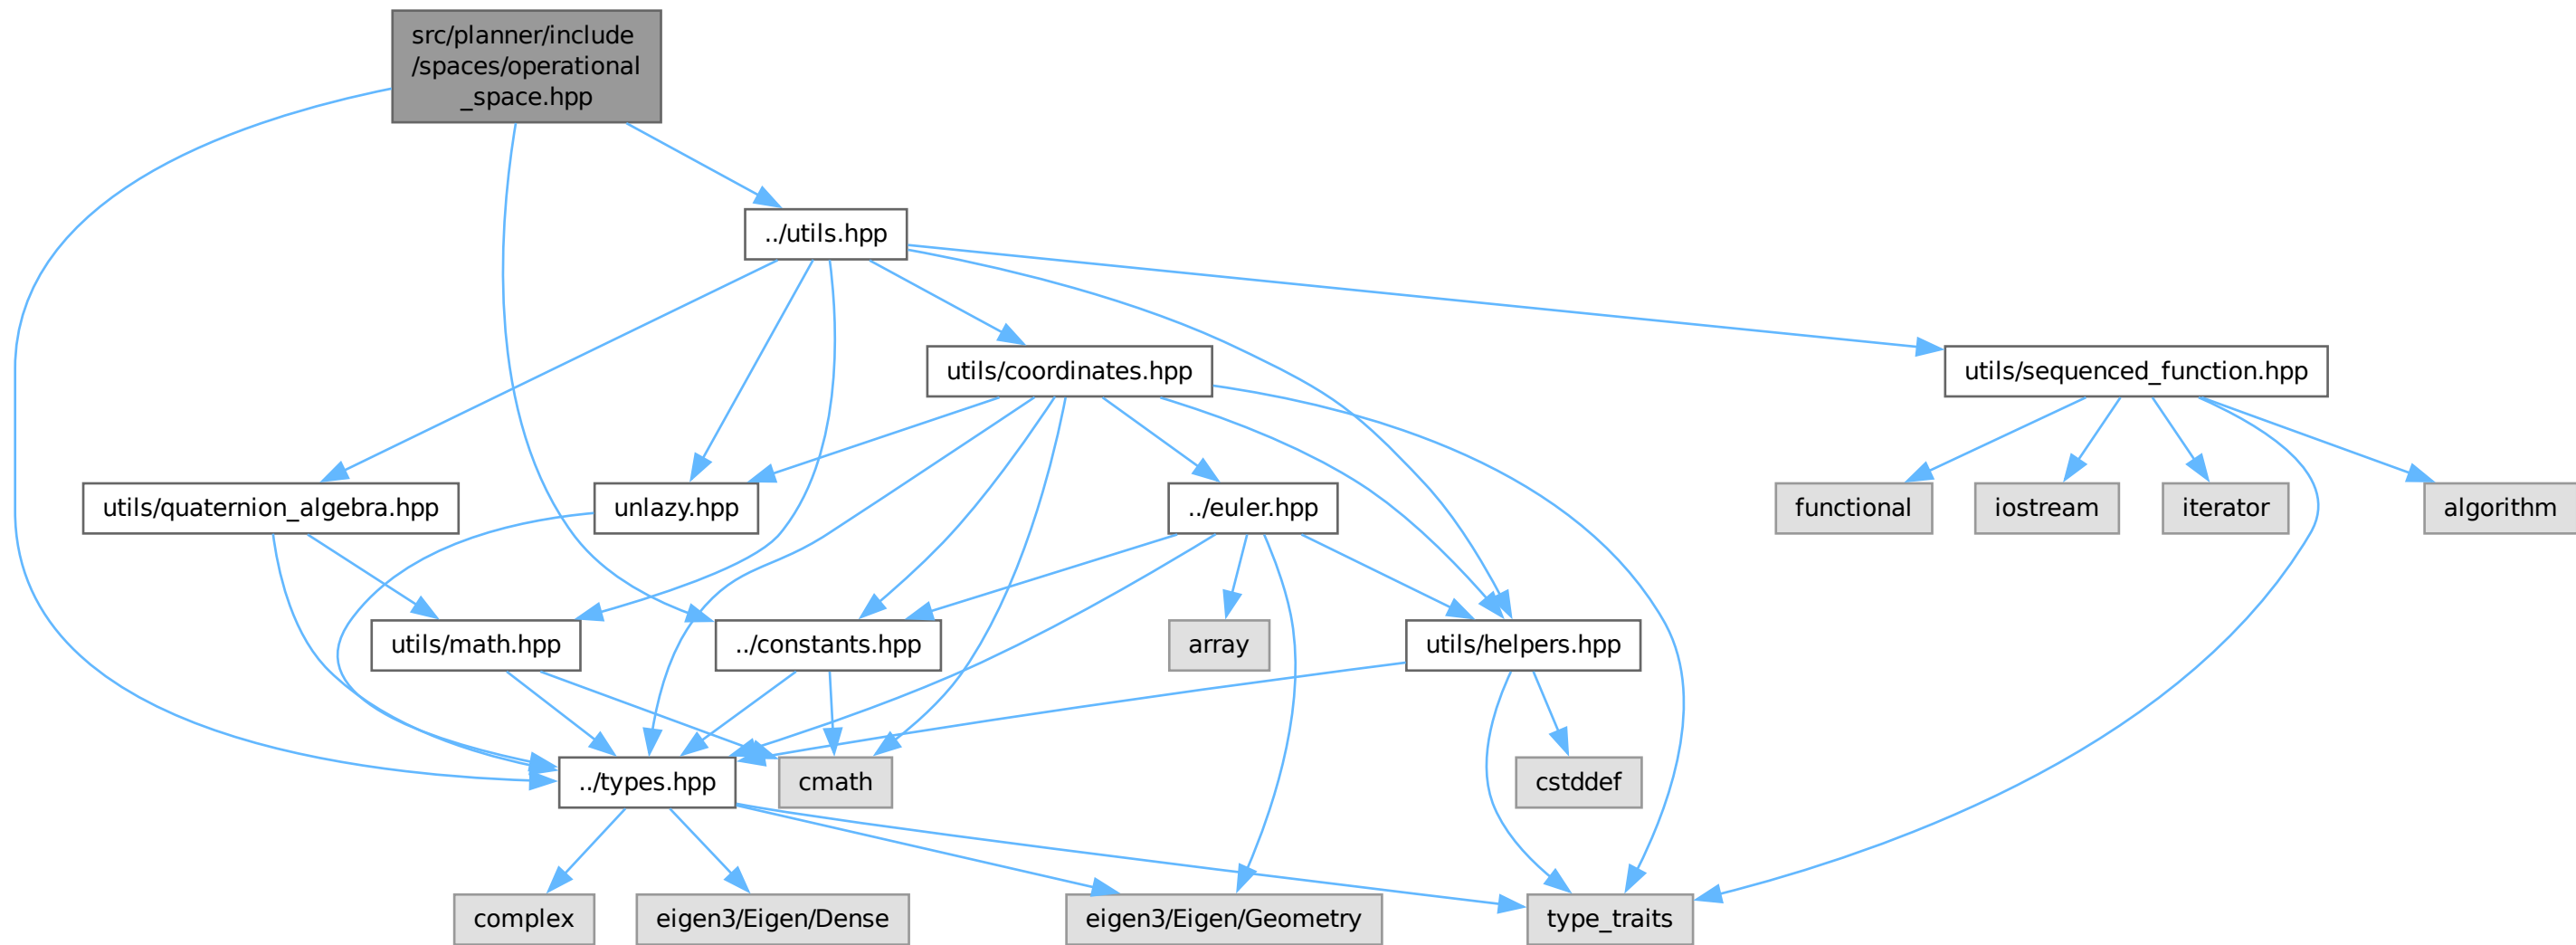 src/planner/include
/spaces/operational
_space.hpp
../utils.hpp
utils/coordinates.hpp
utils/sequenced_function.hpp
utils/quaternion_algebra.hpp
unlazy.hpp
../euler.hpp
functional
iostream
iterator
algorithm
utils/math.hpp
../constants.hpp
array
utils/helpers.hpp
../types.hpp
cmath
cstddef
complex
eigen3/Eigen/Dense
eigen3/Eigen/Geometry
type_traits